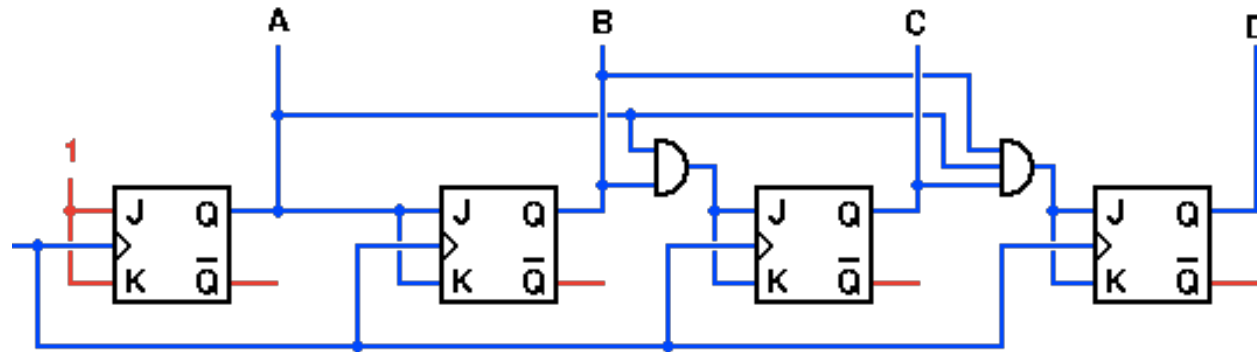 A B C D
1
J Q J Q J Q J Q
K Q̅ K Q̅ K Q̅ K Q̅